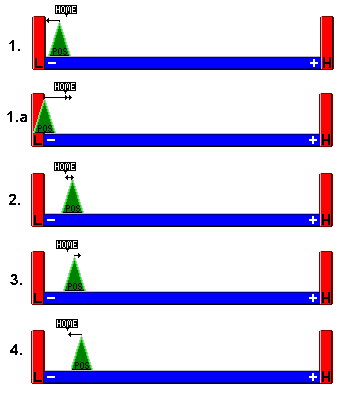 HOME
1.
POS
L - + H
HOME
1.a
POS
L - + H
HOME
2.
POS
L - + H
HOME
3.
POS
L - + H
HOME
4.
POS
L - + H